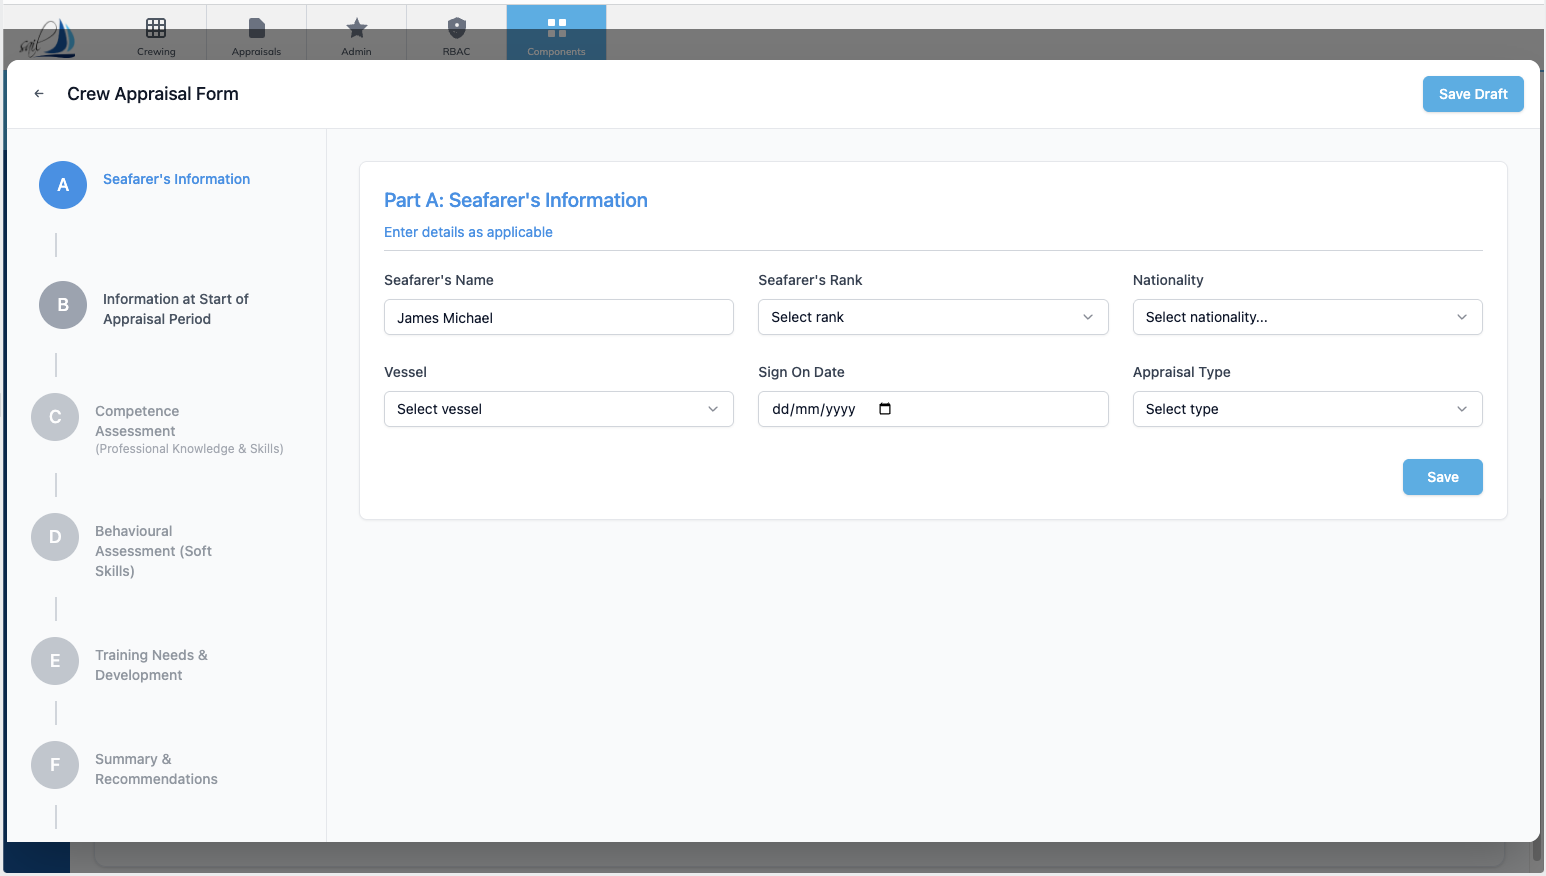 sail
Crewing
Appraisals
Admin
RBAC
Components
←
Crew Appraisal Form
Save Draft
A
Seafarer's Information
B
Information at Start of
Appraisal Period
C
Competence
Assessment
(Professional Knowledge & Skills)
D
Behavioural
Assessment (Soft
Skills)
E
Training Needs &
Development
F
Summary &
Recommendations
Part A: Seafarer's Information
Enter details as applicable
Seafarer's Name
James Michael
Seafarer's Rank
Select rank
Nationality
Select nationality...
Vessel
Select vessel
Sign On Date
dd/mm/yyyy
Appraisal Type
Select type
Save